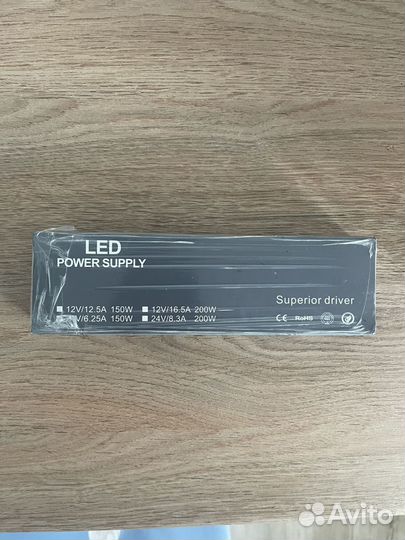 LED
POWER SUPPLY
12V/12.5A 150W 12V/16.5A 200W
V/6.25A 150W 24V/8.3A 200W
Superior driver
CE RoHS
Avito